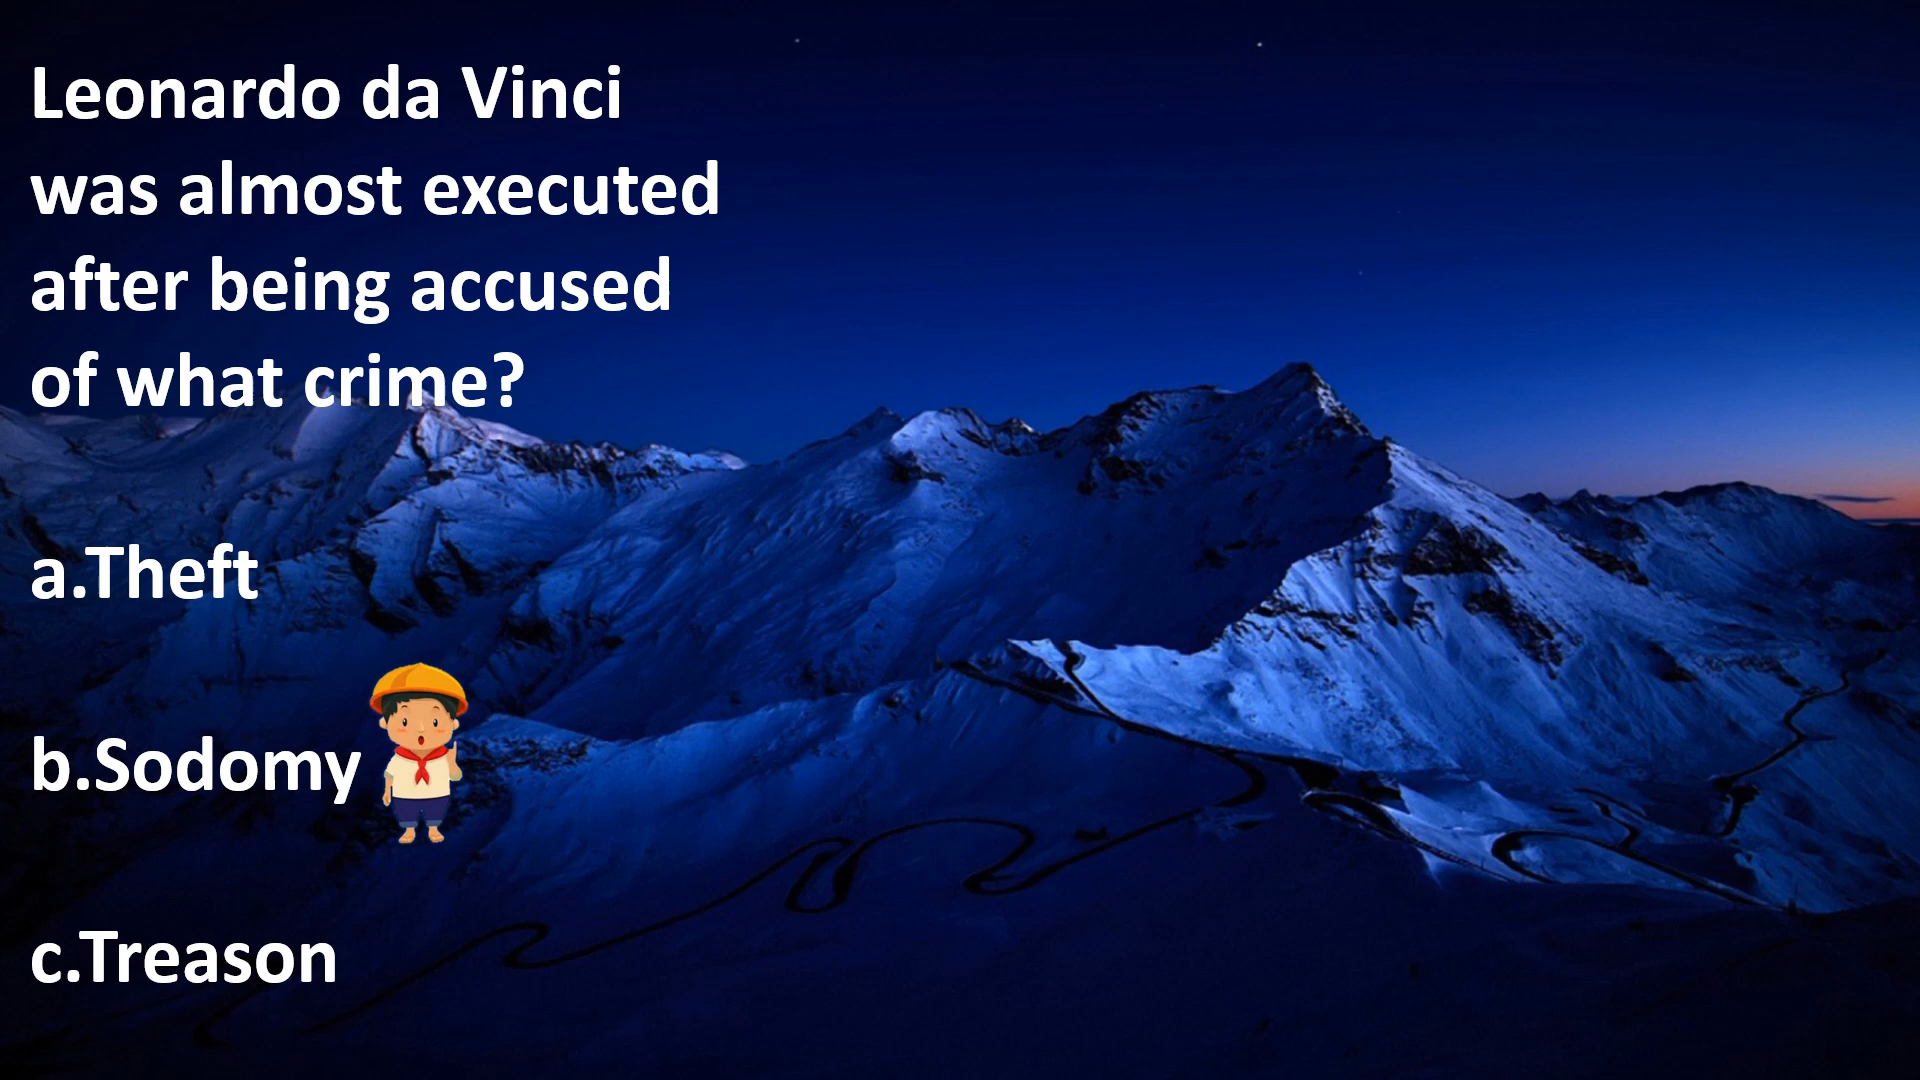 Leonardo da Vinci
was almost executed
after being accused
of what crime?
a.Theft
b.Sodomy
c.Treason